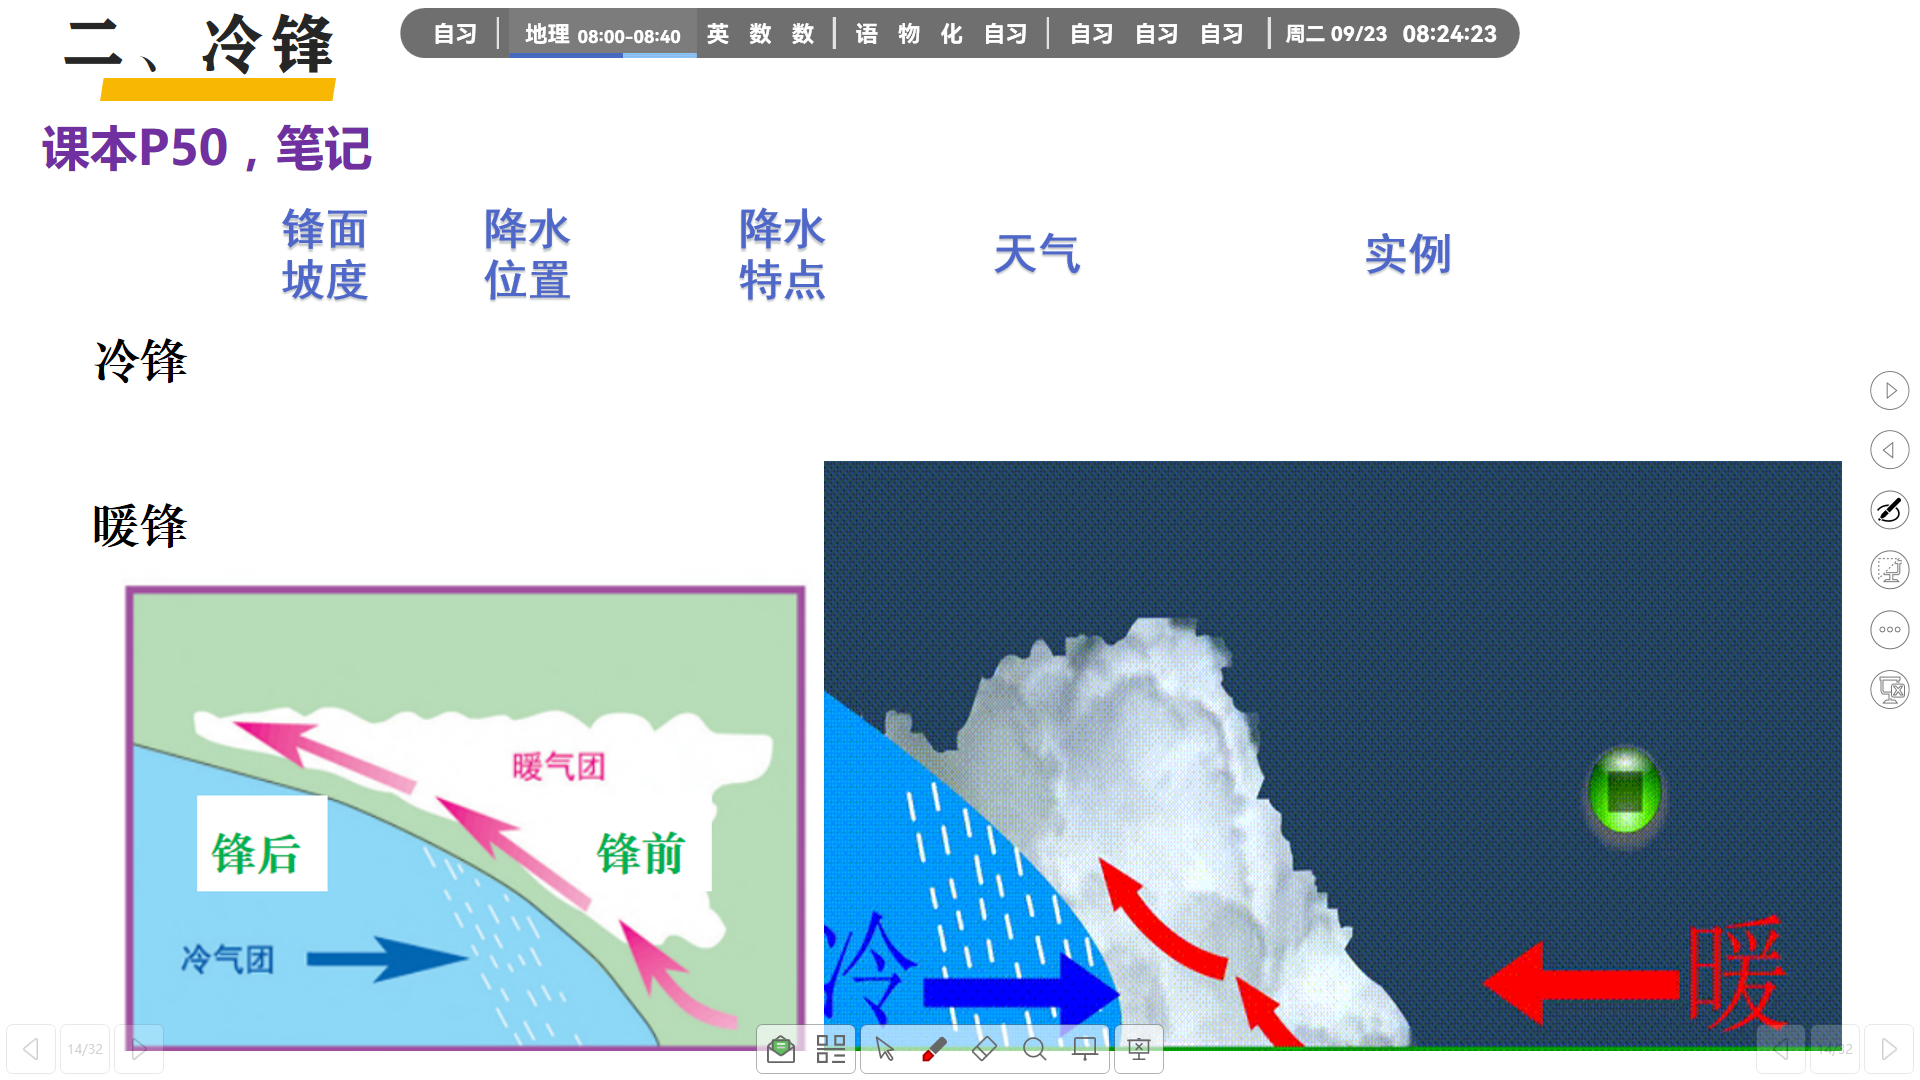 二、冷锋
自习 地理 08:00-08:40 英 数 数 语 物 化 自习 自习 自习 自习 周二 09/23 08:24:23
课本P50，笔记
锋面坡度 降水位置 降水特点 天气 实例
冷锋
暖锋
暖气团
锋后 锋前
冷气团
冷 暖
14/32
14/32